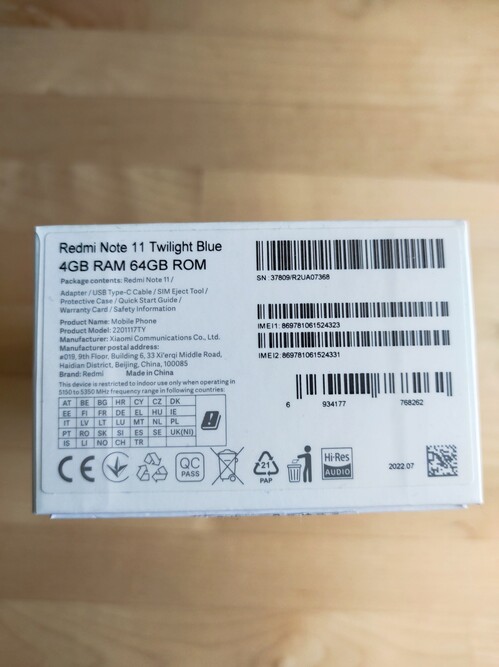 Redmi Note 11 Twilight Blue
4GB RAM 64GB ROM
Package contents: Redmi Note 11 /
Adapter / USB Type-C Cable / SIM Eject Tool /
Protective Case / Quick Start Guide /
Warranty Card / Safety Information
Product Name: Mobile Phone
Product Model: 2201117TY
Manufacturer: Xiaomi Communications Co., Ltd.
Manufacturer postal address:
#019, 9th Floor, Building 6, 33 Xi'erqi Middle Road,
Haidian District, Beijing, China, 100085
Brand: Redmi Made in China
This device is restricted to indoor use only when operating in
5150 to 5350 MHz frequency range in following countries:
AT BE BG HR CY CZ DK
EE FI FR DE EL HU IE
IT LV LT LU MT NL PL
PT RO SK SI ES SE UK(NI)
IS LI NO CH TR
SN: 37809/R2UA07368
IMEI1: 869781061524323
IMEI2: 869781061524331
6 934177 768262
CE
QC
PASS
21
PAP
Hi-Res
AUDIO
2022.07